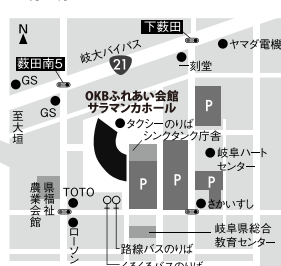 N
下薮田
岐大バイパス
21
ヤマダ電機
薮田南5
一刻堂
GS
GS
OKBふれあい会館
サラマンカホール
P
至大垣
タクシーのりば
シンクタンク庁舎
岐阜ハート
センター
P
P
P
県福祉
農業会館
TOTO
さかいずし
ローソン
岐阜県総合
教育センター
路線バスのりば
くるくるバスのりば